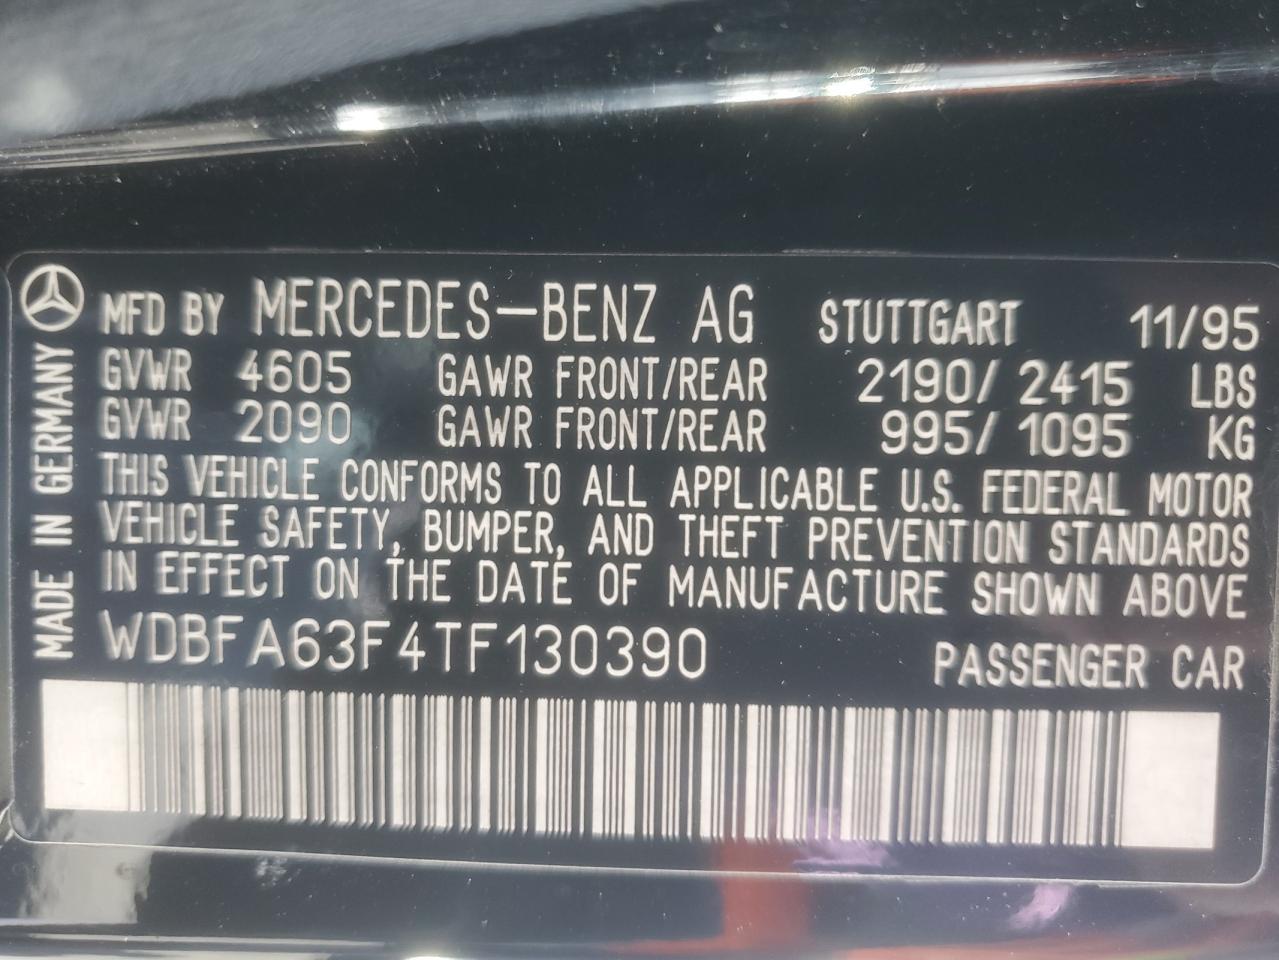 MFD BY MERCEDES-BENZ AG STUTTGART 11/95
GVWR 4605 GAWR FRONT/REAR 2190/ 2415 LBS
GVWR 2090 GAWR FRONT/REAR 995/ 1095 KG
THIS VEHICLE CONFORMS TO ALL APPLICABLE U.S. FEDERAL MOTOR
VEHICLE SAFETY, BUMPER, AND THEFT PREVENTION STANDARDS
IN EFFECT ON THE DATE OF MANUFACTURE SHOWN ABOVE
WDBFA63F4TF130390 PASSENGER CAR
MADE IN GERMANY